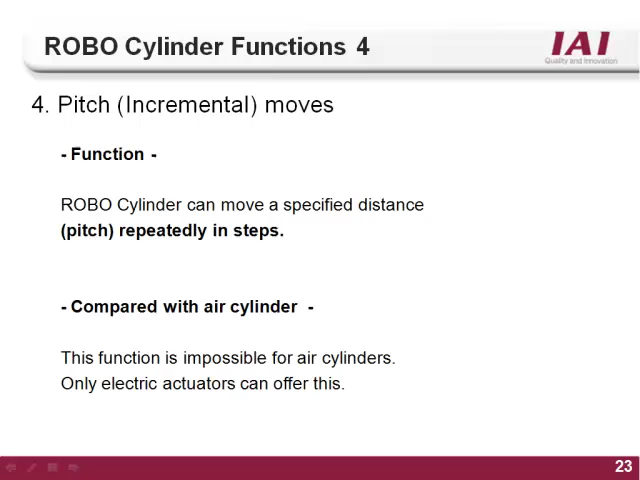 ROBO Cylinder Functions 4
IAI
Quality and Innovation
4. Pitch (Incremental) moves
- Function -
ROBO Cylinder can move a specified distance
(pitch) repeatedly in steps.
- Compared with air cylinder  -
This function is impossible for air cylinders.
Only electric actuators can offer this.
23